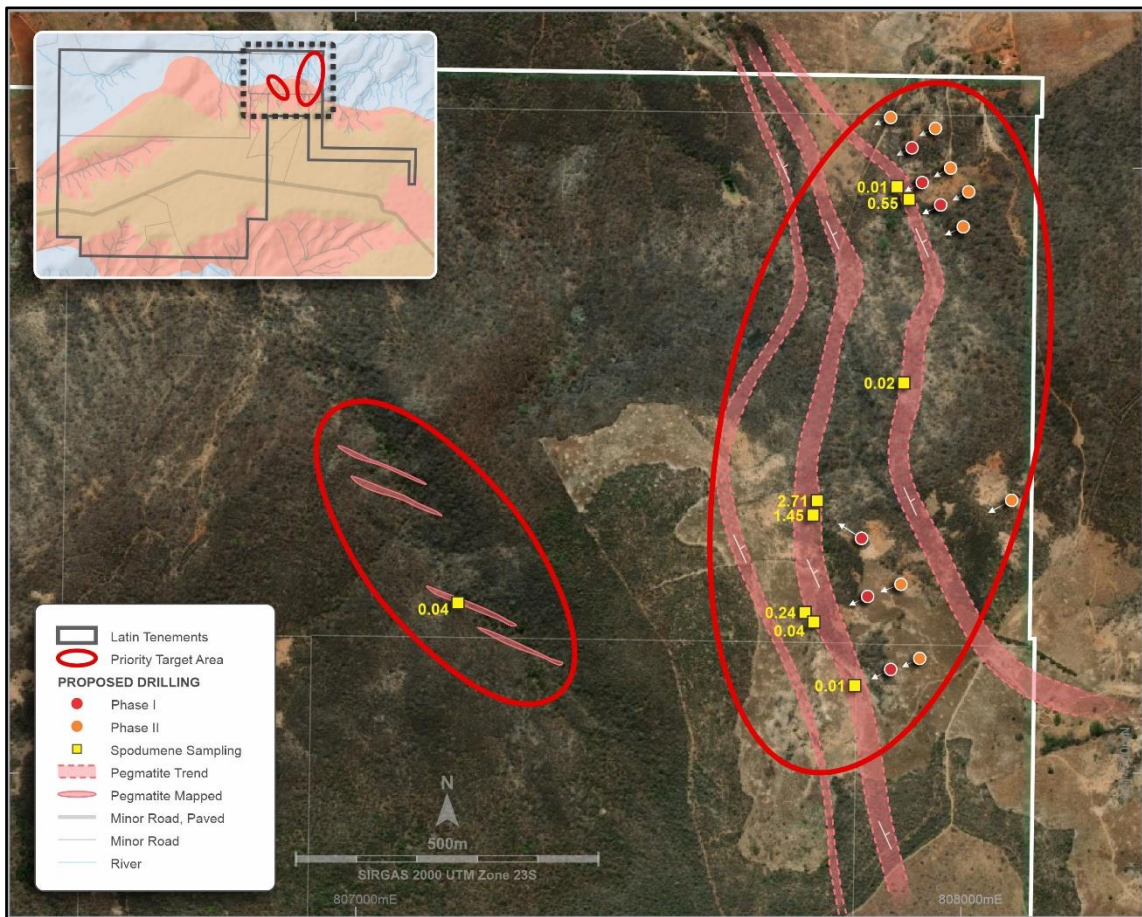 0.01
0.55
0.02
2.71
1.45
0.24
0.04
0.01
0.04
Latin Tenements
Priority Target Area
PROPOSED DRILLING
Phase I
Phase II
Spodumene Sampling
Pegmatite Trend
Pegmatite Mapped
Minor Road, Paved
Minor Road
River
N
500m
SIRGAS 2000 UTM Zone 23S
807000mE
808000mE